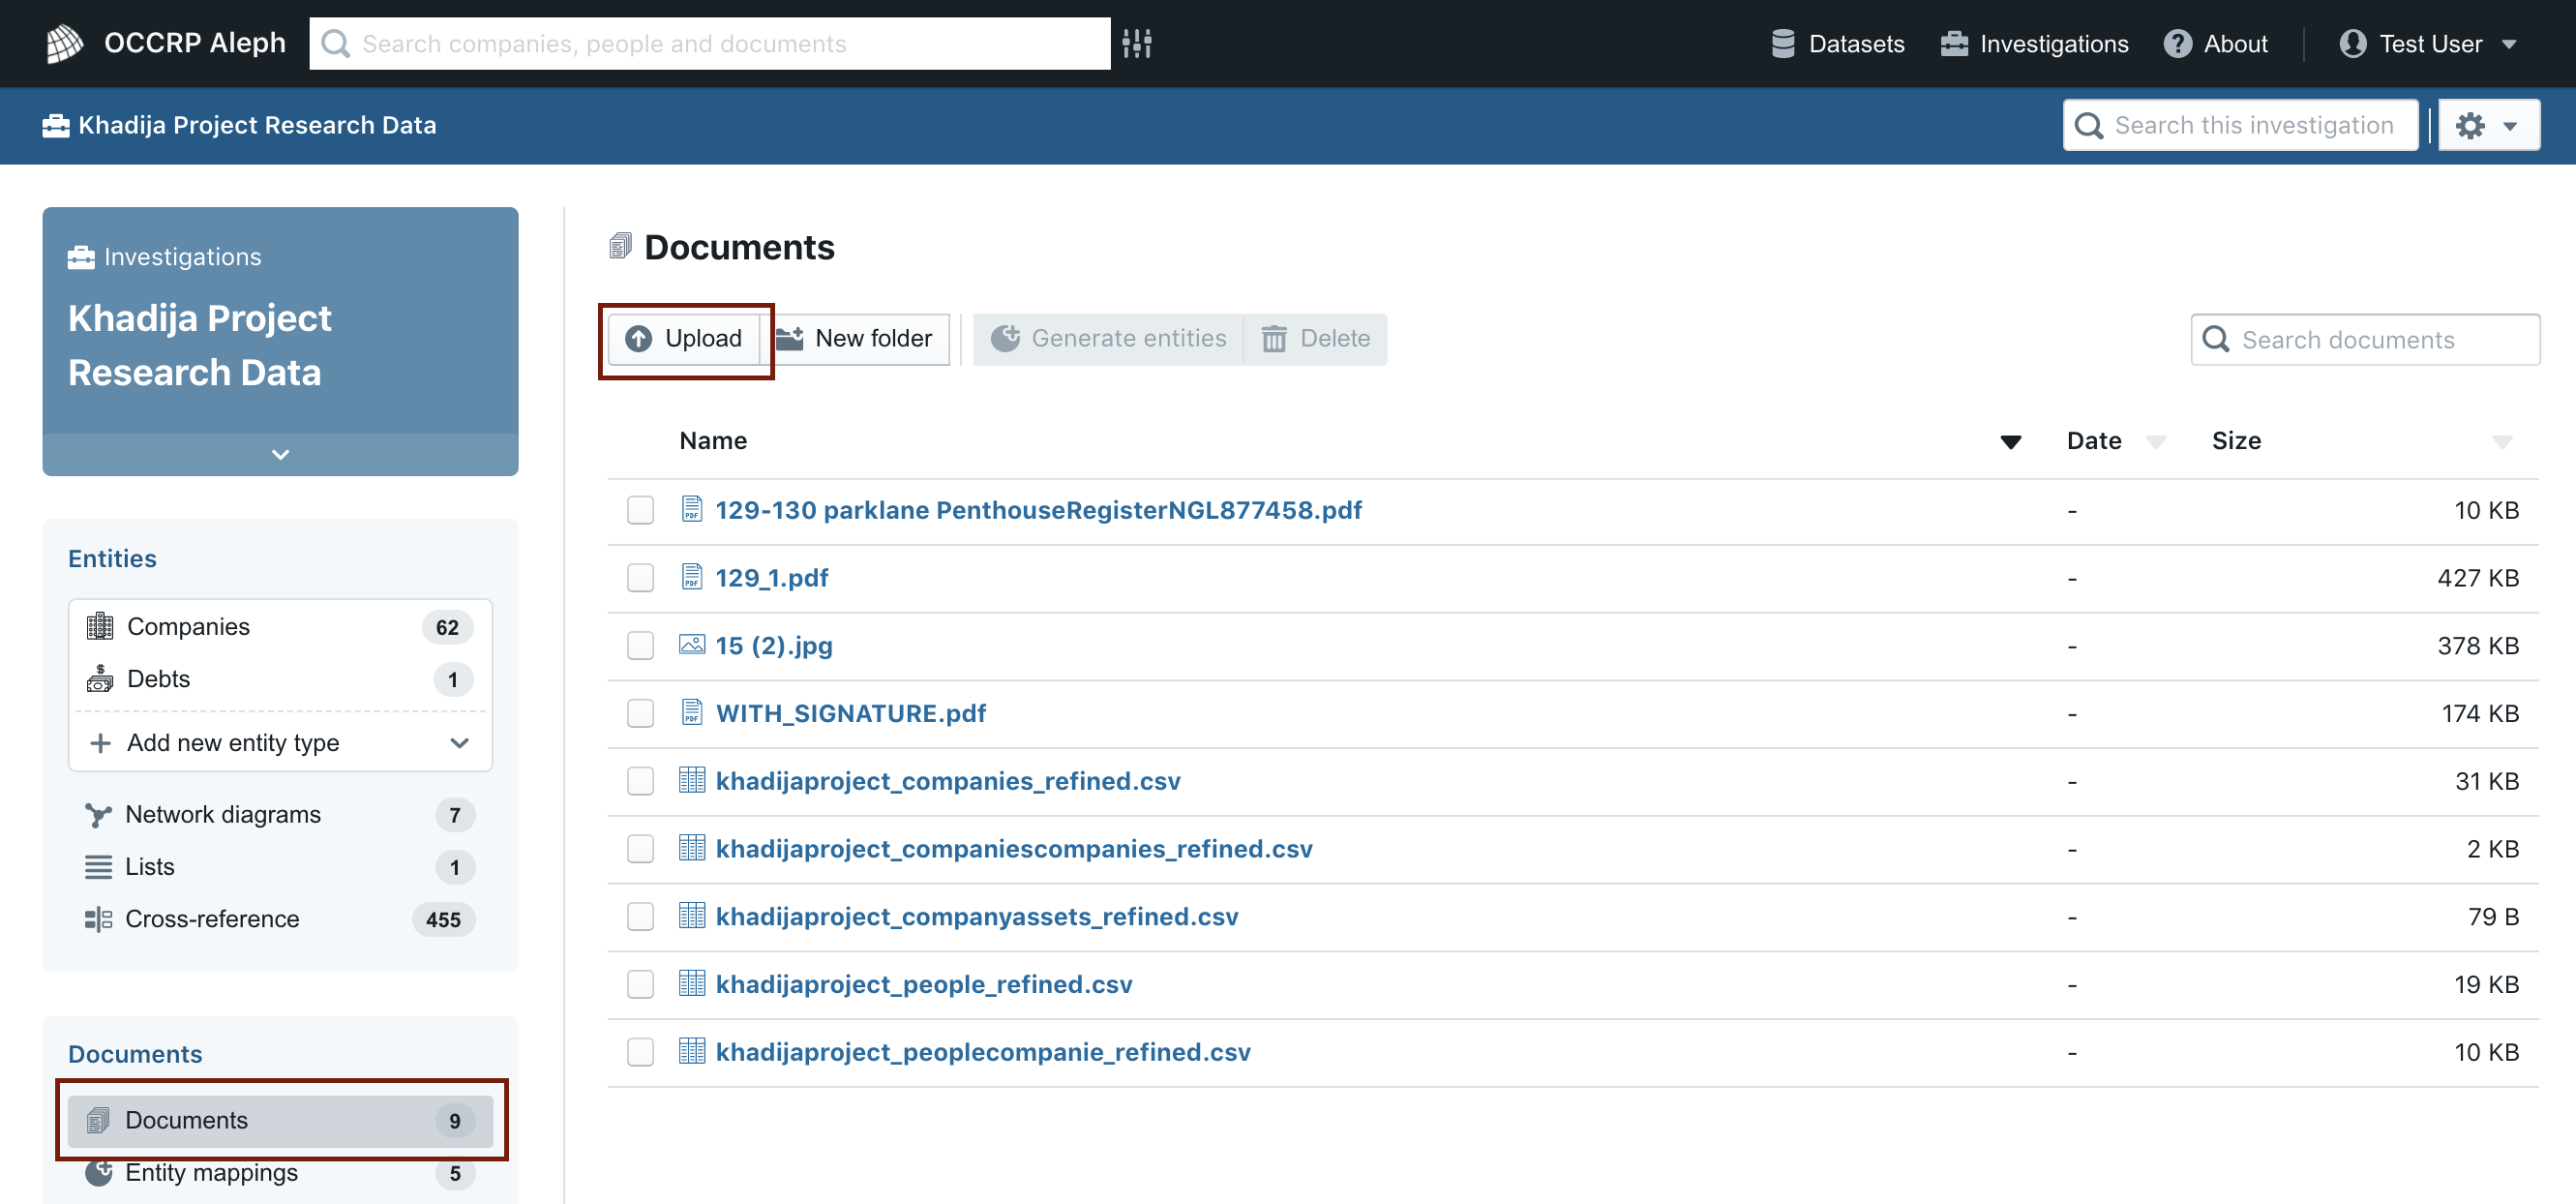 OCCRP Aleph
Search companies, people and documents
Datasets
Investigations
About
Test User
Khadija Project Research Data
Search this investigation
Investigations
Khadija Project
Research Data
Entities
Companies 62
Debts 1
Add new entity type
Network diagrams 7
Lists 1
Cross-reference 455
Documents
Documents 9
Entity mappings 5
Documents
Upload
New folder
Generate entities
Delete
Search documents
Name Date Size
129-130 parklane PenthouseRegisterNGL877458.pdf - 10 KB
129_1.pdf - 427 KB
15 (2).jpg - 378 KB
WITH_SIGNATURE.pdf - 174 KB
khadijaproject_companies_refined.csv - 31 KB
khadijaproject_companiescompanies_refined.csv - 2 KB
khadijaproject_companyassets_refined.csv - 79 B
khadijaproject_people_refined.csv - 19 KB
khadijaproject_peoplecompanie_refined.csv - 10 KB